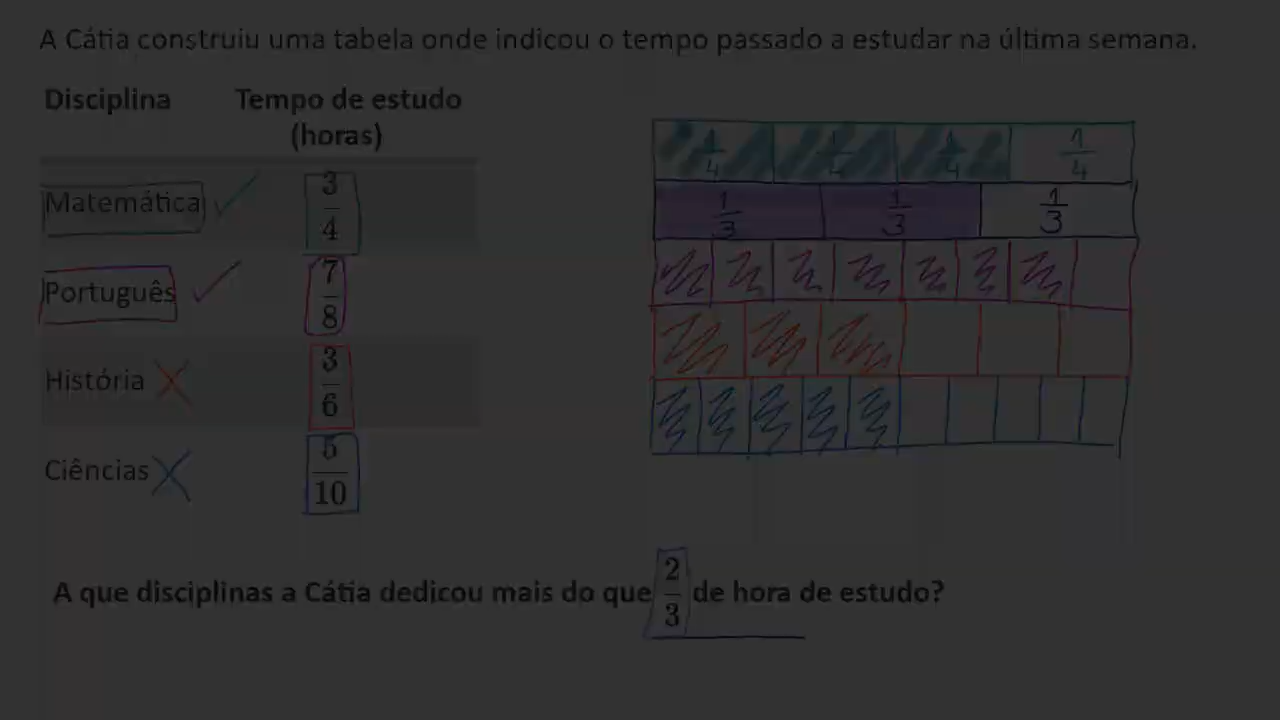 A Cátia construiu uma tabela onde indicou o tempo passado a estudar na última semana.
Disciplina Tempo de estudo
(horas)
Matemática 3/4
Português 7/8
História 3/6
Ciências 5/10
1/4 1/4 1/4 1/4
1/3 1/3 1/3
A que disciplinas a Cátia dedicou mais do que 2/3 de hora de estudo?